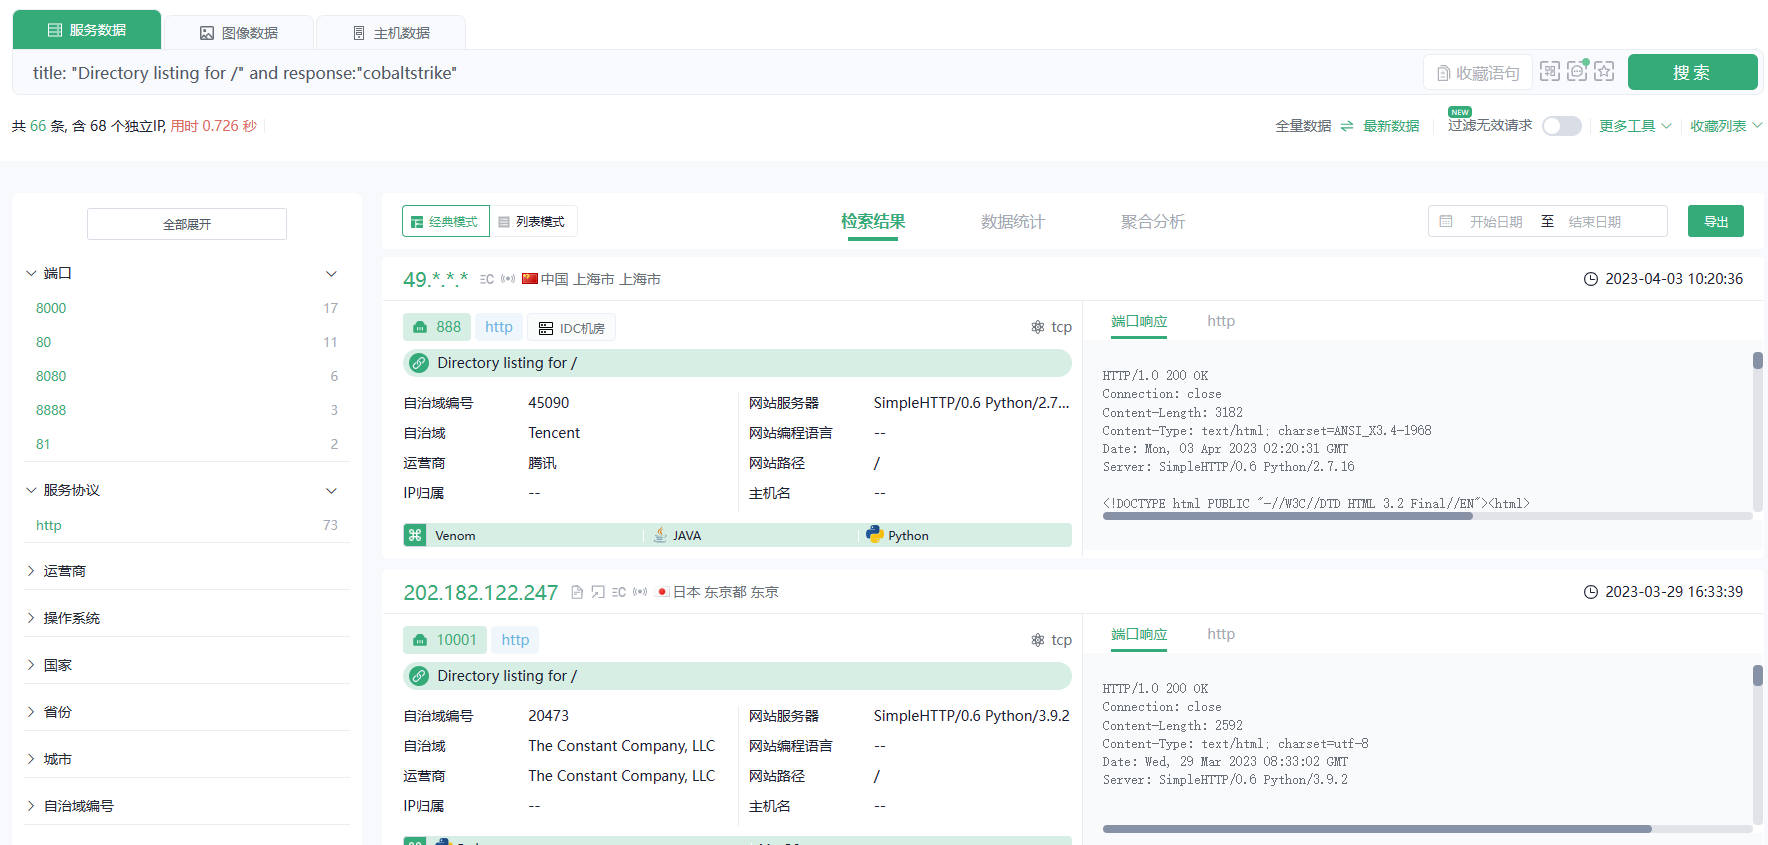 服务数据 图像数据 主机数据
title: "Directory listing for /" and response:"cobaltstrike" 收藏语句 搜 索
共 66 条, 含 68 个独立IP, 用时 0.726 秒 全量数据 最新数据 NEW 过滤无效请求 更多工具 收藏列表
全部展开
端口
8000 17
80 11
8080 6
8888 3
81 2
服务协议
http 73
运营商
操作系统
国家
省份
城市
自治域编号
经典模式 列表模式 检索结果 数据统计 聚合分析 开始日期 至 结束日期 导出
49.*.*.* C 中国 上海市 上海市 2023-04-03 10:20:36
888 http IDC机房 tcp
Directory listing for /
自治域编号 45090 网站服务器 SimpleHTTP/0.6 Python/2.7...
自治域 Tencent 网站编程语言 --
运营商 腾讯 网站路径 /
IP归属 -- 主机名 --
Venom JAVA Python
端口响应 http
HTTP/1.0 200 OK
Connection: close
Content-Length: 3182
Content-Type: text/html; charset=ANSI_X3.4-1968
Date: Mon, 03 Apr 2023 02:20:31 GMT
Server: SimpleHTTP/0.6 Python/2.7.16
<!DOCTYPE html PUBLIC "-//W3C//DTD HTML 3.2 Final//EN"><html>
202.182.122.247 C 日本 东京都 东京 2023-03-29 16:33:39
10001 http tcp
Directory listing for /
自治域编号 20473 网站服务器 SimpleHTTP/0.6 Python/3.9.2
自治域 The Constant Company, LLC 网站编程语言 --
运营商 The Constant Company, LLC 网站路径 /
IP归属 -- 主机名 --
端口响应 http
HTTP/1.0 200 OK
Connection: close
Content-Length: 2592
Content-Type: text/html; charset=utf-8
Date: Wed, 29 Mar 2023 08:33:02 GMT
Server: SimpleHTTP/0.6 Python/3.9.2